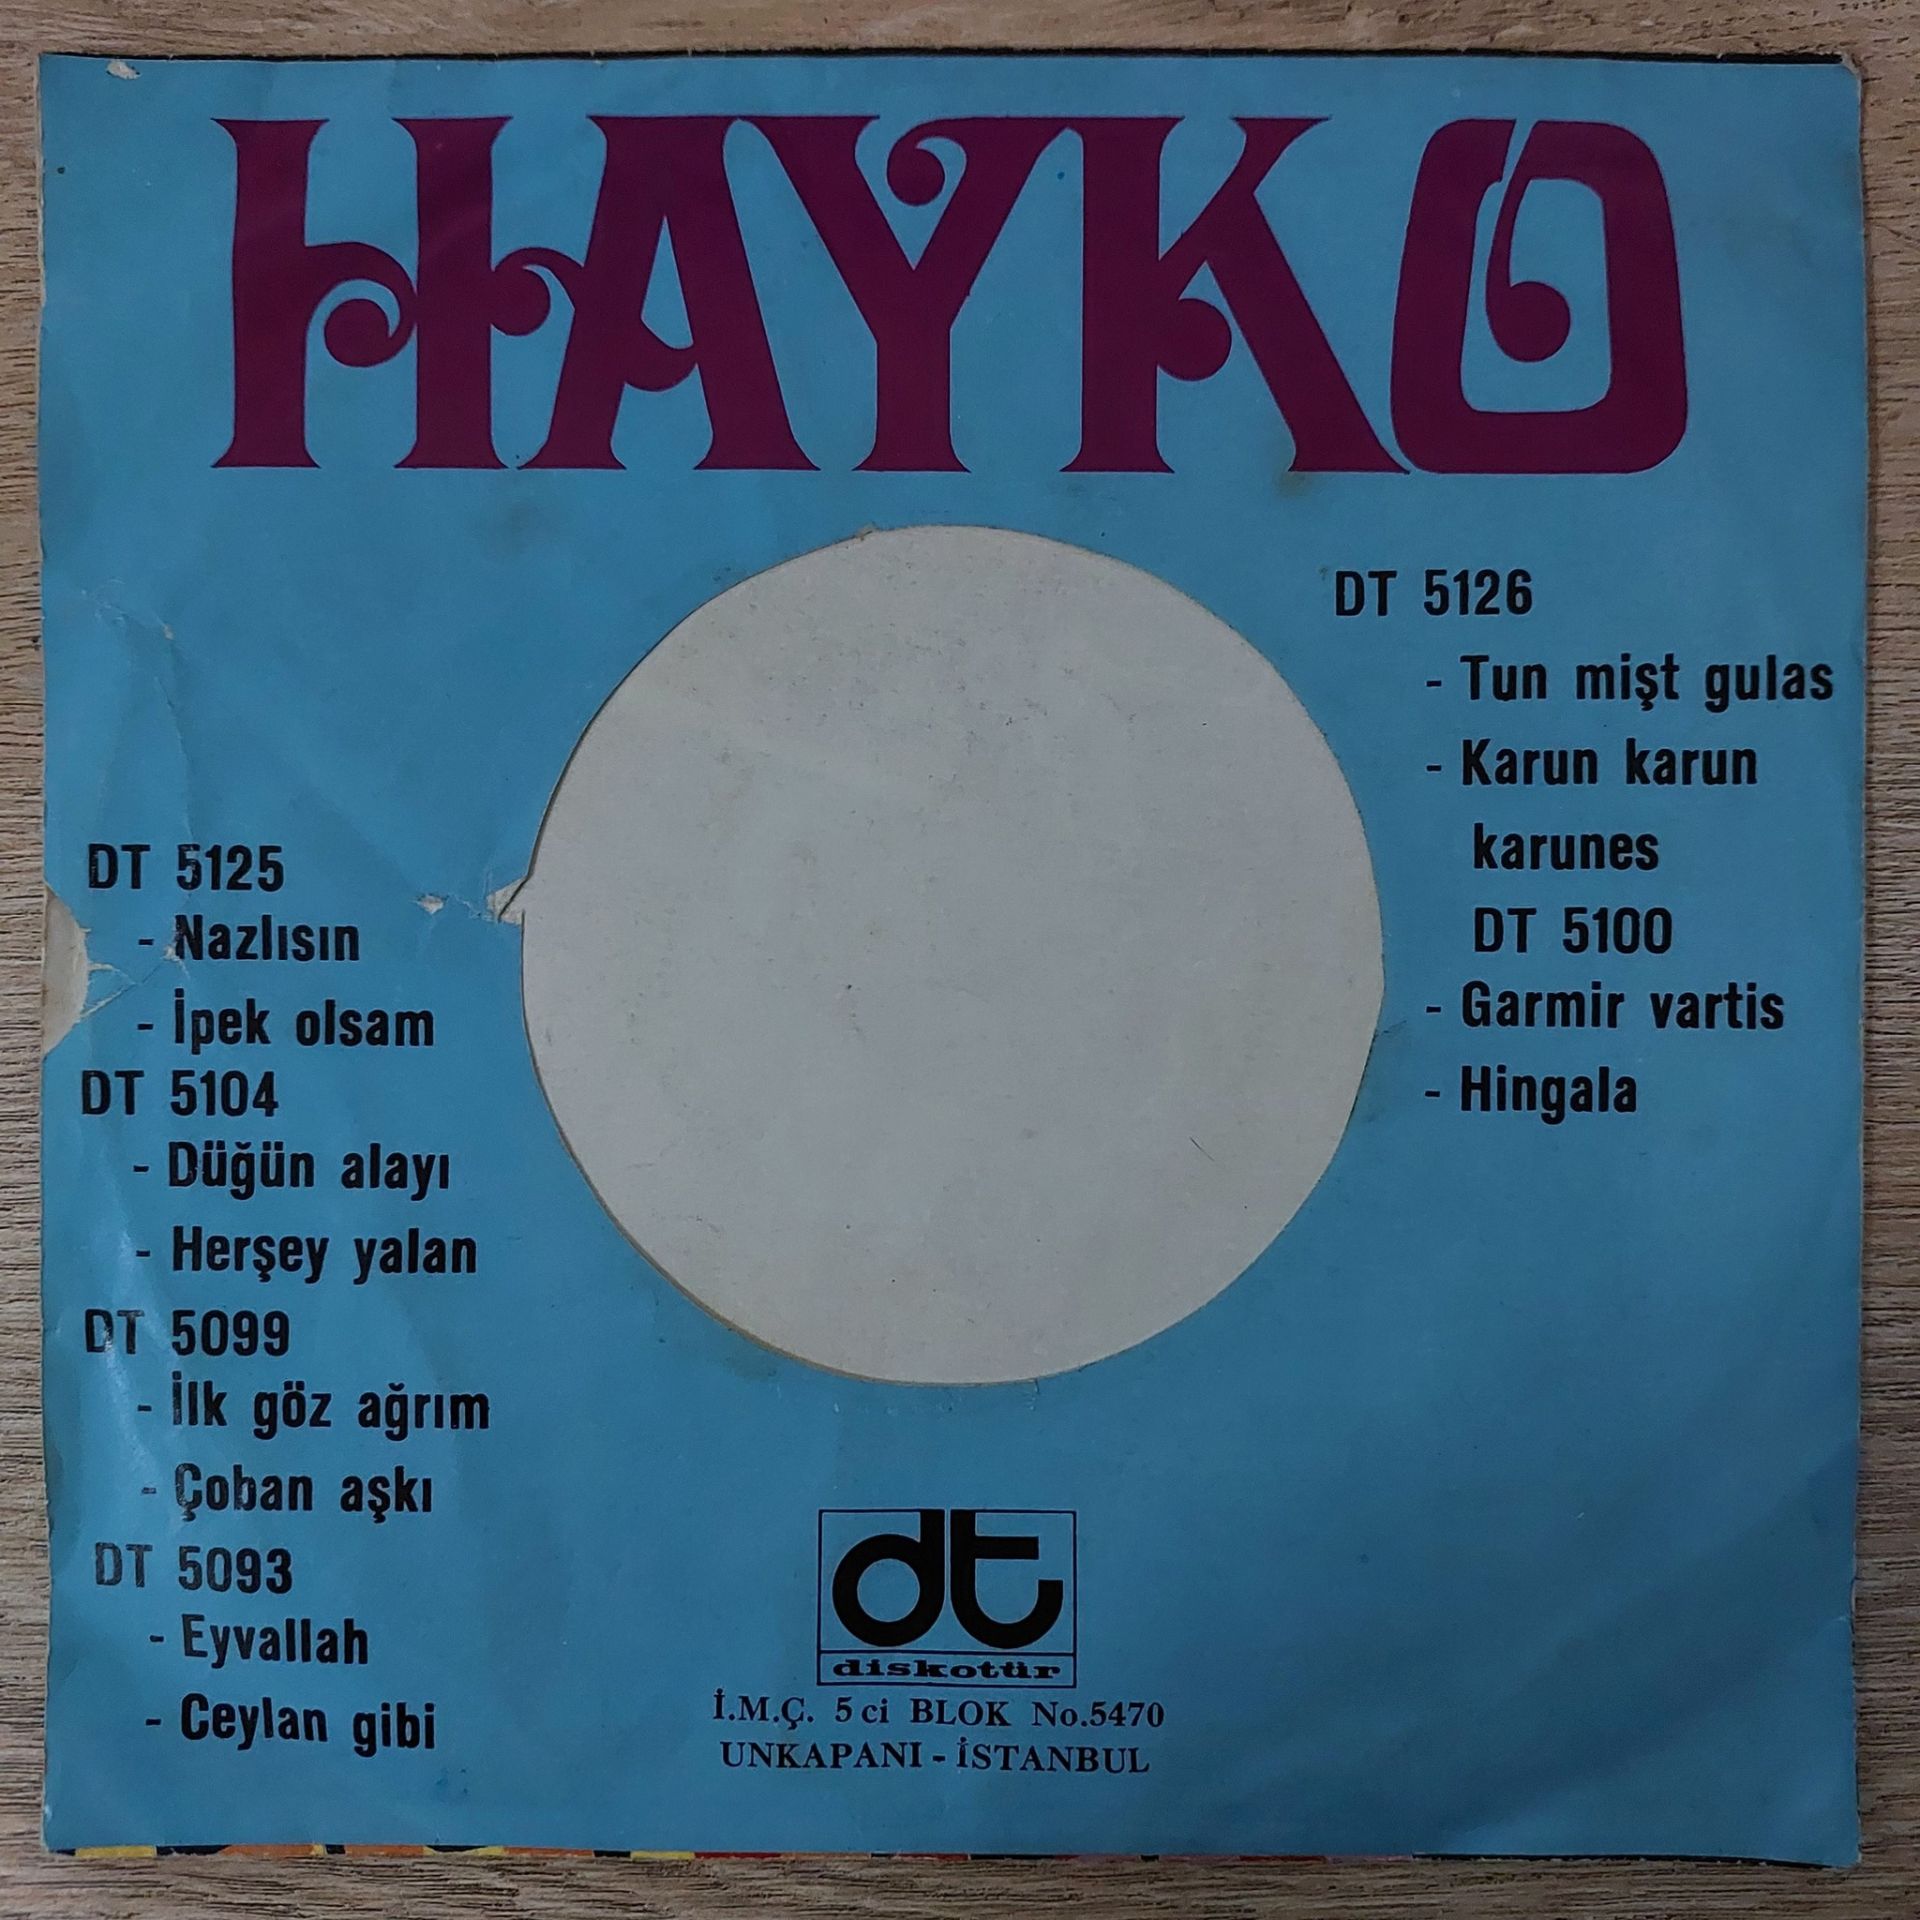 HAYKO
DT 5125
- Nazlısın
- İpek olsam
DT 5104
- Düğün alayı
- Herşey yalan
DT 5099
- İlk göz ağrım
- Çoban aşkı
DT 5093
- Eyvallah
- Ceylan gibi
DT 5126
- Tun mişt gulas
- Karun karun
karunes
DT 5100
- Garmir vartis
- Hingala
dt
diskotür
İ.M.Ç. 5 ci BLOK No.5470
UNKAPANI - İSTANBUL